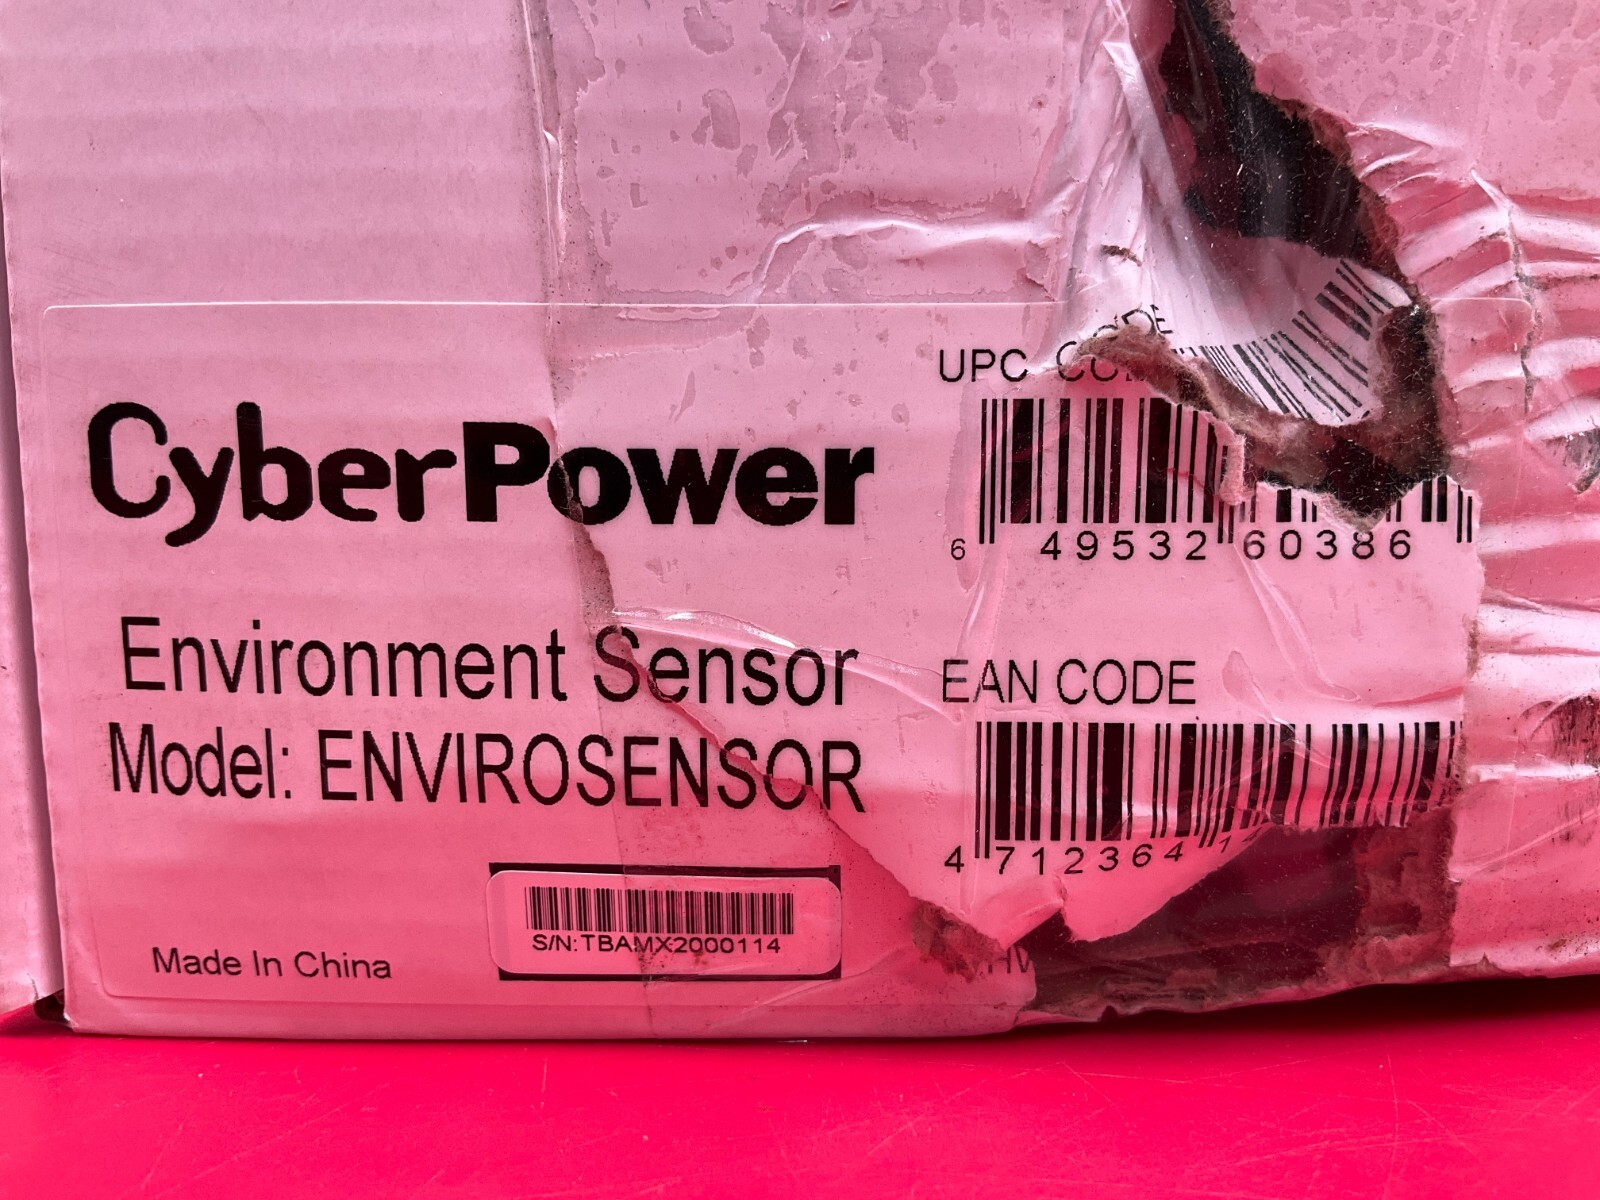 CyberPower
Environment Sensor
Model: ENVIROSENSOR
Made In China
S/N:TBAMX2000114
UPC
6 49532 60386
EAN CODE
4 712364